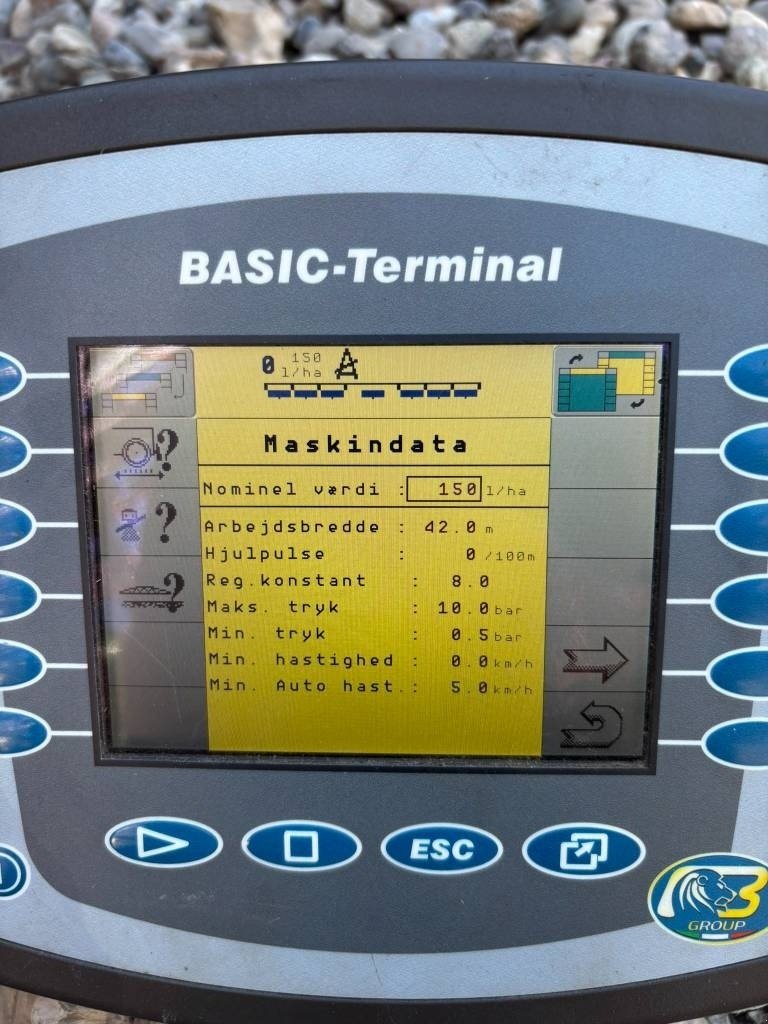 BASIC-Terminal
0 150 l/ha A
Maskindata
Nominel værdi : 150 l/ha
Arbejdsbredde : 42.0 m
Hjulpulse : 0 /100m
Reg.konstant : 8.0
Maks. tryk : 10.0 bar
Min. tryk : 0.5 bar
Min. hastighed : 0.0 km/h
Min. Auto hast.: 5.0 km/h
ESC
GROUP